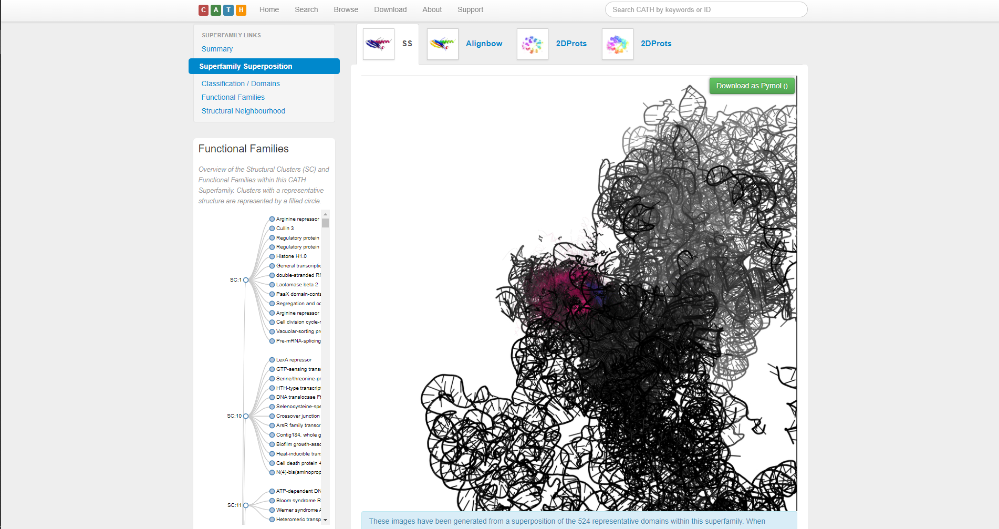 C A T H Home Search Browse Download About Support Search CATH by keywords or ID
SUPERFAMILY LINKS
Summary
Superfamily Superposition
Classification / Domains
Functional Families
Structural Neighbourhood
Functional Families
Overview of the Structural Clusters (SC) and
Functional Families within this CATH
Superfamily. Clusters with a representative
structure are represented by a filled circle.
SC:1
Arginine repressor
Cullin 3
Regulatory protein
Regulatory protein
Histone H1.0
General transcriptic
double-stranded RN
Lactamase beta 2
PaaX domain-conta
Segregation and cc
Arginine repressor
Cell division cycle-r
Vacuolar-sorting pr
Pre-mRNA-splicing
SC:10
LexA repressor
GTP-sensing transc
Serine/threonine-pr
HTH-type transcrip
DNA translocase Ft
Selenocysteine-spe
Crossover junction
ArsR family transcr
Contig184, whole g
Biofilm growth-assc
Heat-inducible tran
Cell death protein 4
N(4)-bis(aminoprop
SC:11
ATP-dependent DN
Bloom syndrome R
Werner syndrome A
Heteromeric transp
SS Alignbow 2DProts 2DProts
Download as Pymol ()
These images have been generated from a superposition of the 524 representative domains within this superfamily. When